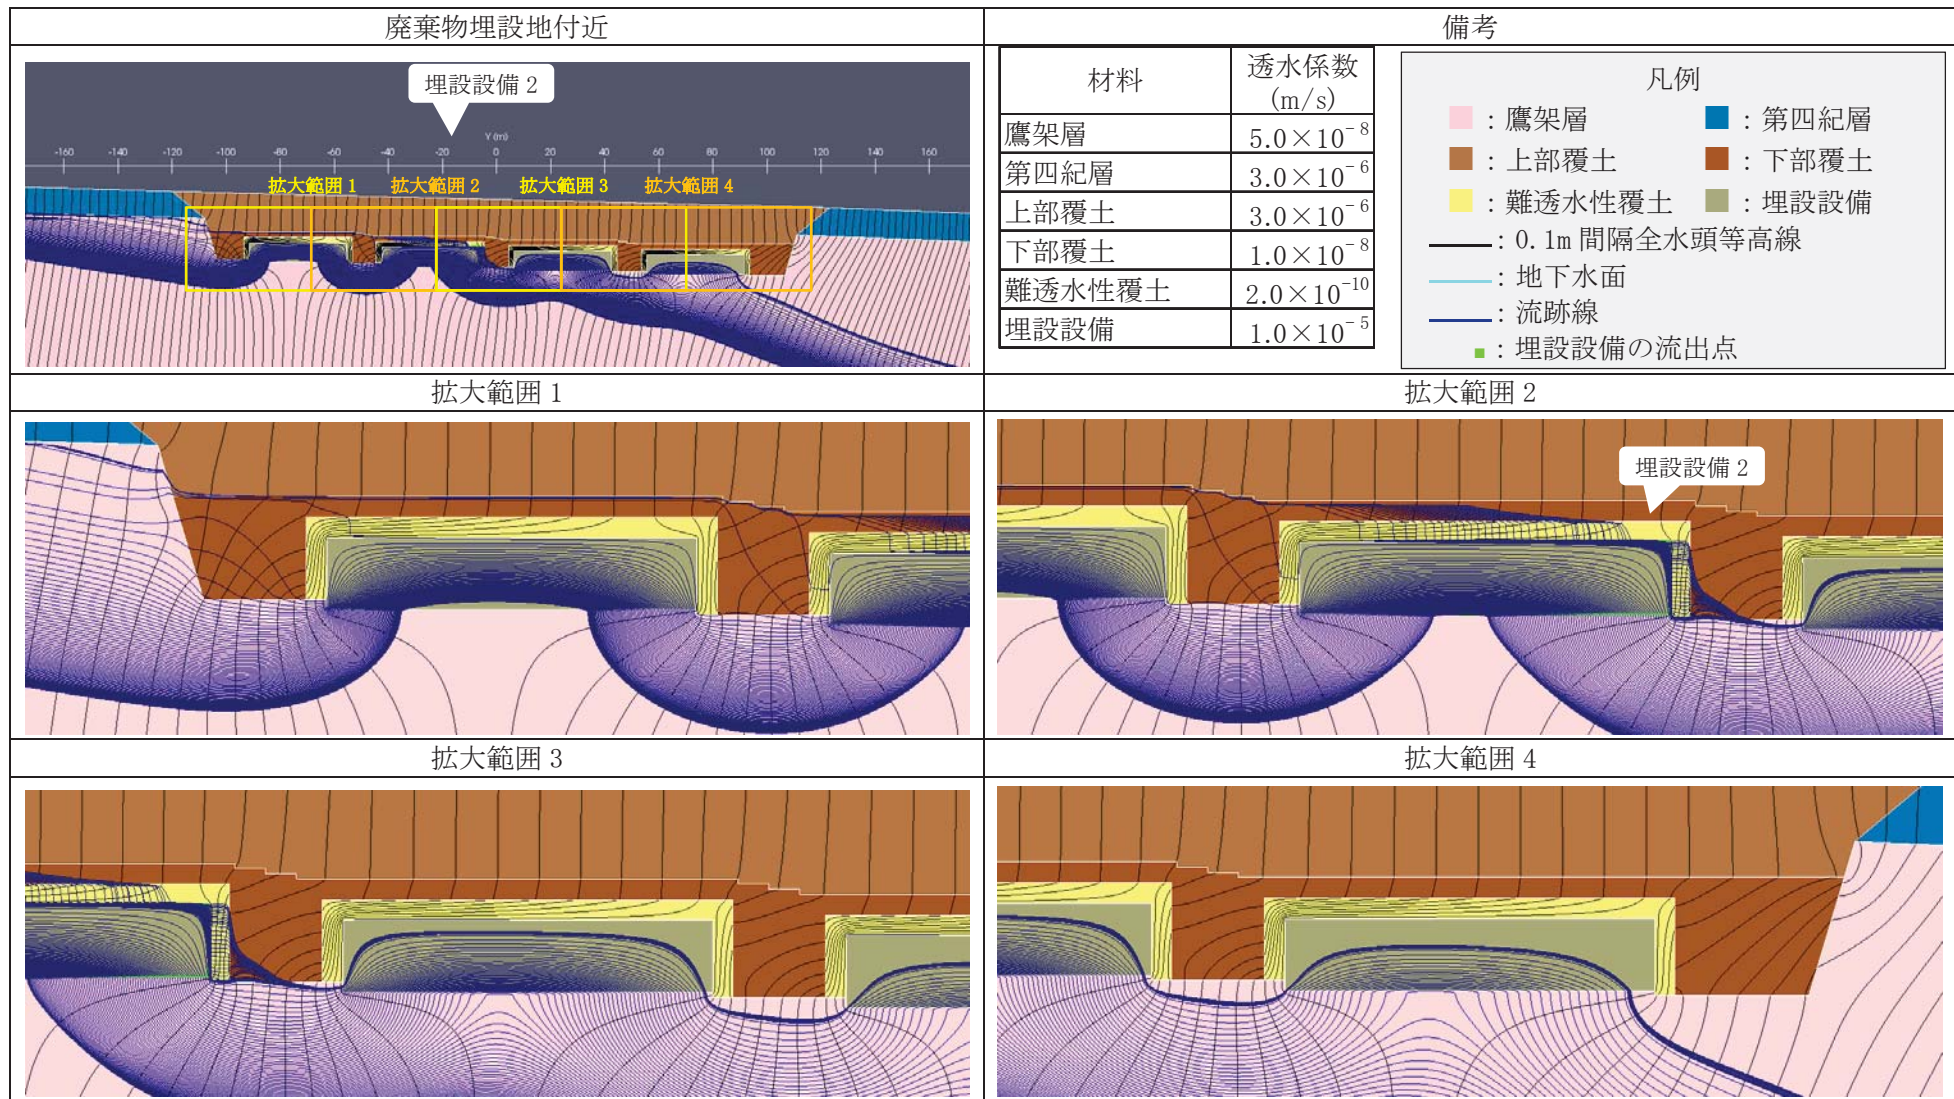 廃棄物埋設地付近
備考
埋設設備 2
Y (m)
-160 -140 -120 -100 -80 -60 -40 -20 0 20 40 60 80 100 120 140 160
拡大範囲 1 拡大範囲 2 拡大範囲 3 拡大範囲 4
材料 透水係数
(m/s)
鷹架層 5.0×10⁻⁸
第四紀層 3.0×10⁻⁶
上部覆土 3.0×10⁻⁶
下部覆土 1.0×10⁻⁸
難透水性覆土 2.0×10⁻¹⁰
埋設設備 1.0×10⁻⁵
凡例
：鷹架層 ：第四紀層
：上部覆土 ：下部覆土
：難透水性覆土 ：埋設設備
：0.1m 間隔全水頭等高線
：地下水面
：流跡線
：埋設設備の流出点
拡大範囲 1
拡大範囲 2
埋設設備 2
拡大範囲 3
拡大範囲 4